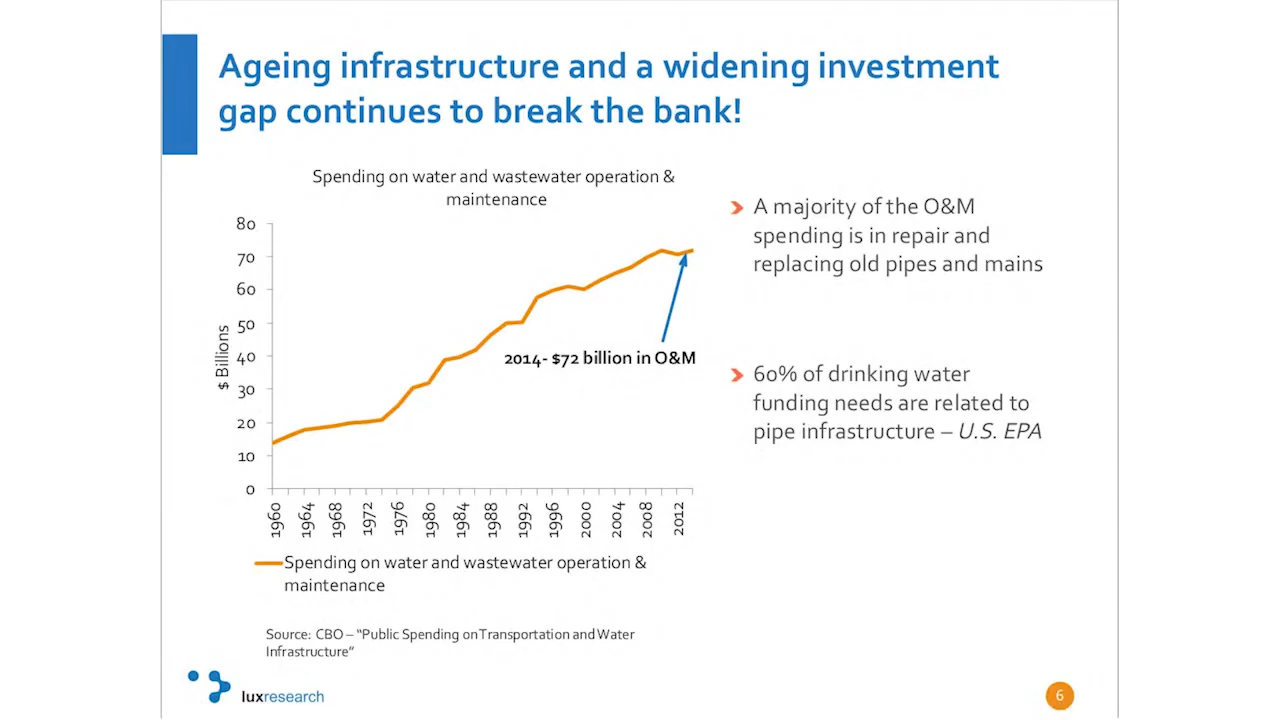 Ageing infrastructure and a widening investment
gap continues to break the bank!
Spending on water and wastewater operation &
maintenance
80
70
60
50
40
30
20
10
0
$ Billions
2014- $72 billion in O&M
1960
1964
1968
1972
1976
1980
1984
1988
1992
1996
2000
2004
2008
2012
Spending on water and wastewater operation &
maintenance
Source: CBO – “Public Spending on Transportation and Water
Infrastructure”
A majority of the O&M
spending is in repair and
replacing old pipes and mains
60% of drinking water
funding needs are related to
pipe infrastructure – U.S. EPA
luxresearch
6